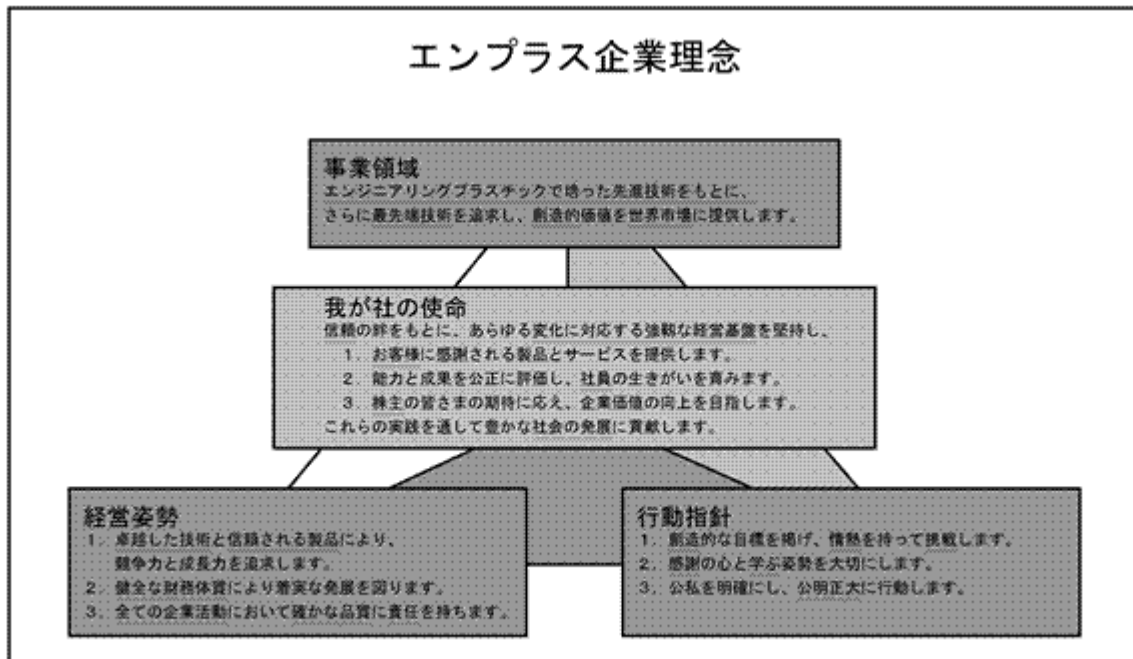 エンプラス企業理念
事業領域
エンジニアリングプラスチックで培った先進技術をもとに、
さらに最先端技術を追求し、創造的価値を世界市場に提供します。
我が社の使命
信頼の絆をもとに、あらゆる変化に対応する強靱な経営基盤を堅持し、
1．お客様に感謝される製品とサービスを提供します。
2．能力と成果を公正に評価し、社員の生きがいを育みます。
3．株主の皆さまの期待に応え、企業価値の向上を目指します。
これらの実践を通して豊かな社会の発展に貢献します。
経営姿勢
1．卓越した技術と信頼される製品により、
競争力と成長力を追求します。
2．健全な財務体質により着実な発展を図ります。
3．全ての企業活動において確かな品質に責任を持ちます。
行動指針
1．創造的な目標を掲げ、情熱を持って挑戦します。
2．感謝の心と学ぶ姿勢を大切にします。
3．公私を明確にし、公明正大に行動します。